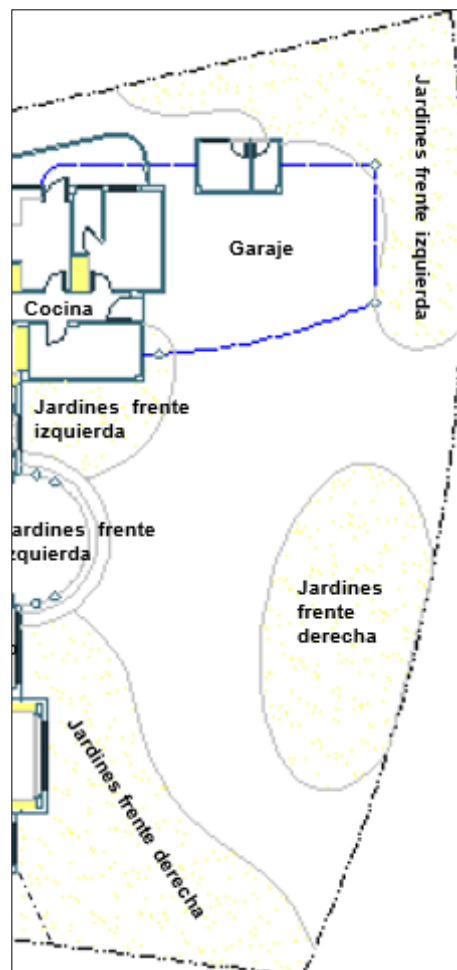 Jardines frente izquierda
Garaje
Cocina
Jardines frente
izquierda
ardines frente
zquierda
Jardines
frente
derecha
Jardines frente derecha